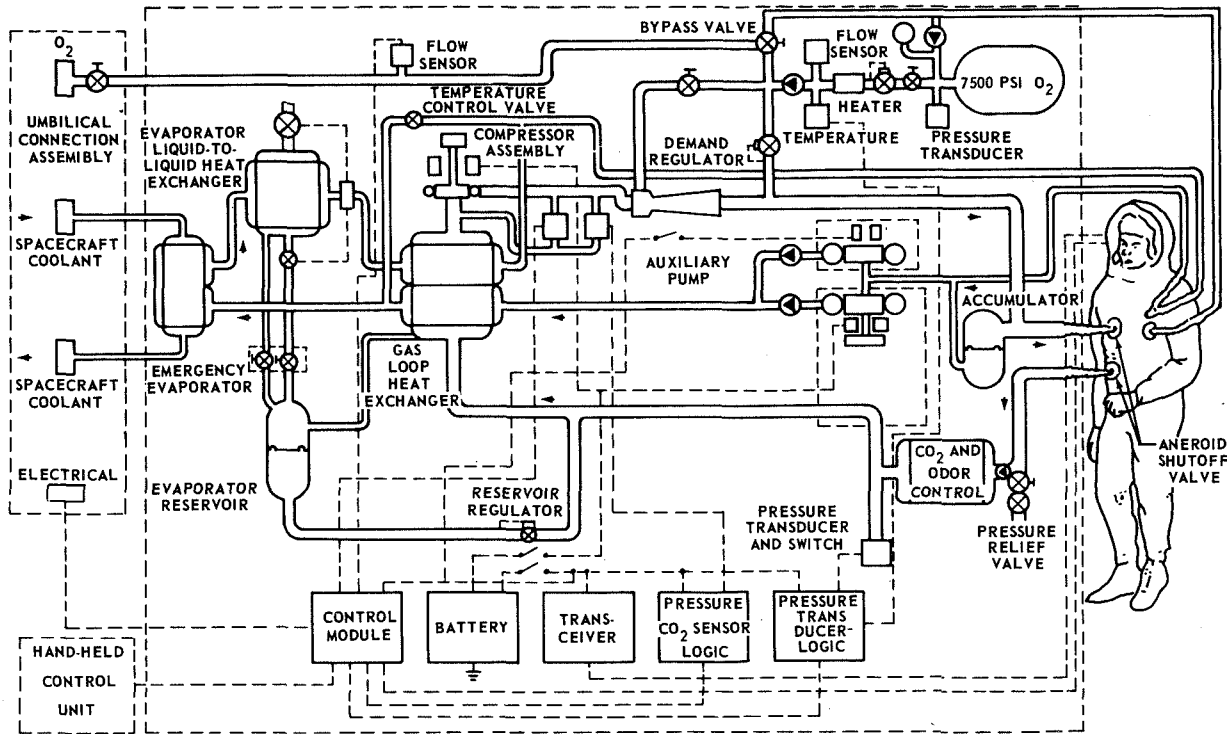 O2
UMBILICAL
CONNECTION
ASSEMBLY
SPACECRAFT
COOLANT
SPACECRAFT
COOLANT
ELECTRICAL
HAND-HELD
CONTROL
UNIT
EVAPORATOR
LIQUID-TO-
LIQUID HEAT
EXCHANGER
EMERGENCY
EVAPORATOR
EVAPORATOR
RESERVOIR
FLOW
SENSOR
TEMPERATURE
CONTROL VALVE
COMPRESSOR
ASSEMBLY
GAS
LOOP HEAT
EXCHANGER
RESERVOIR
REGULATOR
BYPASS VALVE
FLOW
SENSOR
HEATER
TEMPERATURE
7500 PSI O2
PRESSURE
TRANSDUCER
DEMAND
REGULATOR
AUXILIARY
PUMP
ACCUMULATOR
CO2 AND
ODOR
CONTROL
ANEROID
SHUTOFF
VALVE
PRESSURE
RELIEF
VALVE
PRESSURE
TRANSDUCER
AND SWITCH
CONTROL
MODULE
BATTERY
TRANS-
CEIVER
PRESSURE
CO2 SENSOR
LOGIC
PRESSURE
TRANS
DUCER-
LOGIC